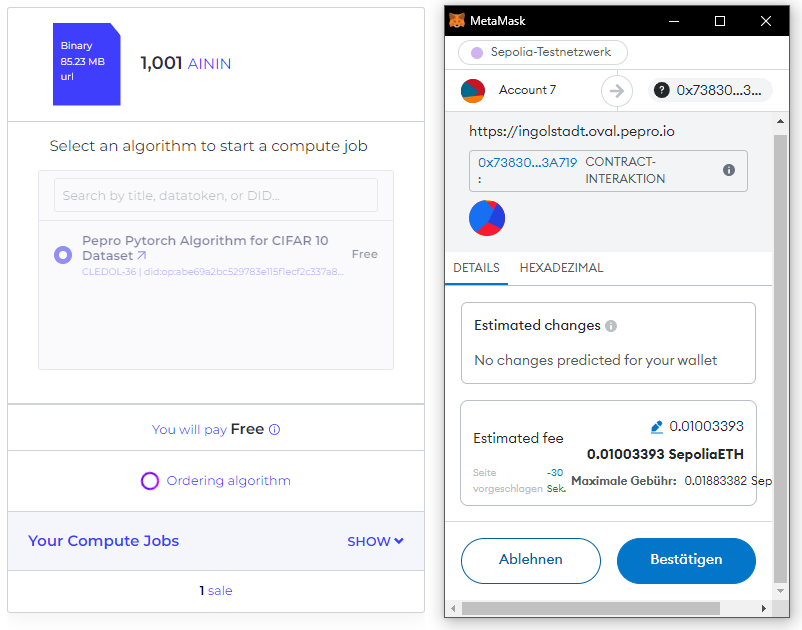 Binary
85.23 MB
url
1,001 AININ
Select an algorithm to start a compute job
Search by title, datatoken, or DID...
Pepro Pytorch Algorithm for CIFAR 10
Dataset
Free
CLEDOL-36 | did:op:abe69a2bc529783e115f1ecf2c337a8...
You will pay Free
Ordering algorithm
Your Compute Jobs
SHOW
1 sale
MetaMask
Sepolia-Testnetzwerk
Account 7
0x73830...3...
https://ingolstadt.oval.pepro.io
0x73830...3A719 CONTRACT-
: INTERAKTION
DETAILS HEXADEZIMAL
Estimated changes
No changes predicted for your wallet
Estimated fee
0.01003393
0.01003393 SepoliaETH
Seite -30
vorgeschlagen Sek.
Maximale Gebühr: 0.01883382 Sep
Ablehnen
Bestätigen